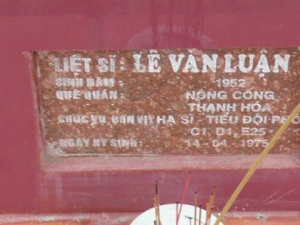 LIỆT SĨ: LÊ VĂN LUẬN
SINH NĂM: 1952
QUÊ QUÁN: NÔNG CỐNG
THANH HÓA
CHỨC VỤ, ĐƠN VỊ: HẠ SĨ - TIỂU ĐỘI PHÓ
C1, D1, E25
NGÀY HY SINH: 14 - 04 - 1975